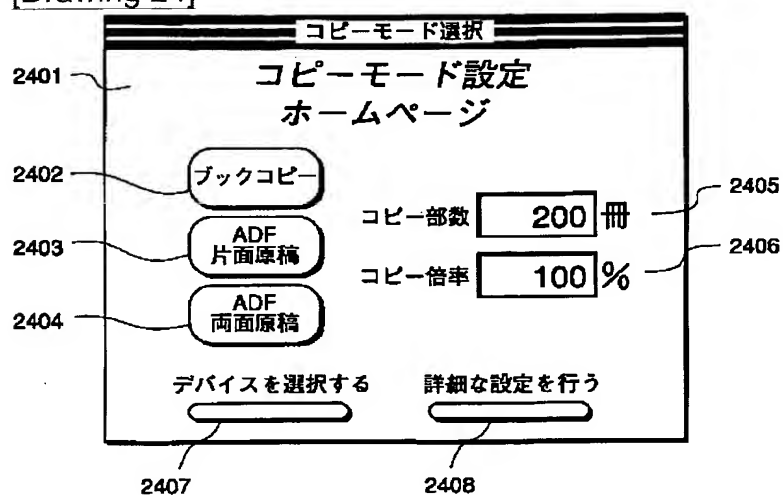 コピーモード選択
2401
コピーモード設定
ホームページ
2402
ブックコピー
2403
ADF
片面原稿
2404
ADF
両面原稿
コピー部数 200 冊
2405
コピー倍率 100 %
2406
デバイスを選択する
詳細な設定を行う
2407
2408